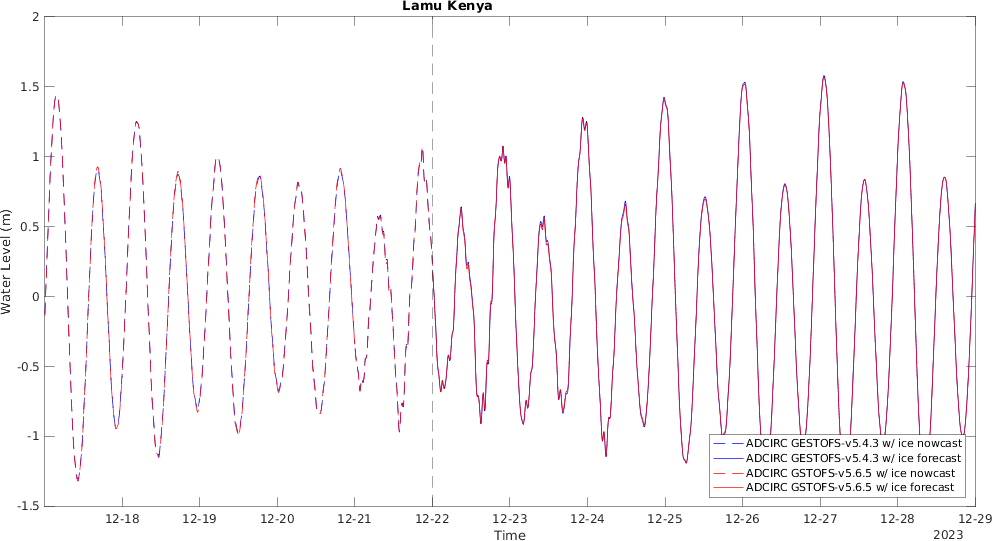 Lamu Kenya
2
1.5
1
0.5
0
-0.5
-1
-1.5
Water Level (m)
12-18 12-19 12-20 12-21 12-22 12-23 12-24 12-25 12-26 12-27 12-28 12-29
Time
2023
ADCIRC GESTOFS-v5.4.3 w/ ice nowcast
ADCIRC GESTOFS-v5.4.3 w/ ice forecast
ADCIRC GSTOFS-v5.6.5 w/ ice nowcast
ADCIRC GSTOFS-v5.6.5 w/ ice forecast